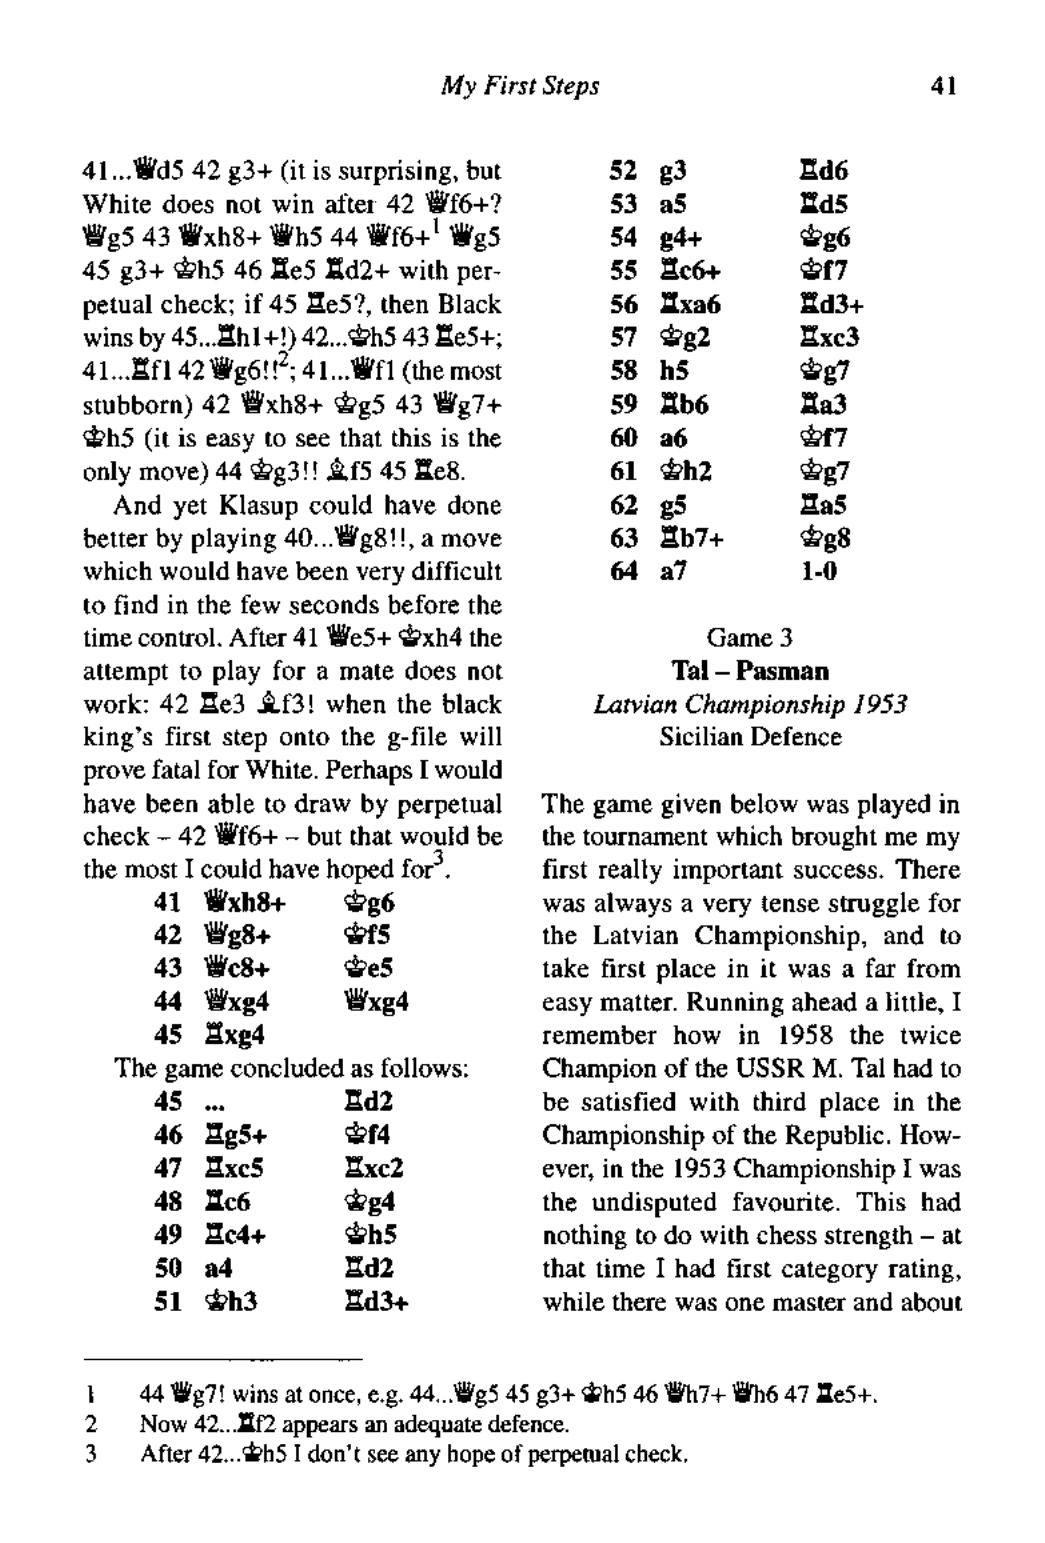 My First Steps 41
41...♕d5 42 g3+ (it is surprising, but
White does not win after 42 ♕f6+?
♕g5 43 ♕xh8+ ♕h5 44 ♕f6+¹ ♕g5
45 g3+ ♔h5 46 ♖e5 ♖d2+ with per-
petual check; if 45 ♖e5?, then Black
wins by 45...♖h1+!) 42...♔h5 43 ♖e5+;
41...♖f1 42 ♕g6!!²; 41...♕f1 (the most
stubborn) 42 ♕xh8+ ♔g5 43 ♕g7+
♔h5 (it is easy to see that this is the
only move) 44 ♔g3!! ♗f5 45 ♖e8.
And yet Klasup could have done
better by playing 40...♕g8!!, a move
which would have been very difficult
to find in the few seconds before the
time control. After 41 ♕e5+ ♔xh4 the
attempt to play for a mate does not
work: 42 ♖e3 ♗f3! when the black
king's first step onto the g-file will
prove fatal for White. Perhaps I would
have been able to draw by perpetual
check – 42 ♕f6+ – but that would be
the most I could have hoped for³.
41 ♕xh8+ ♔g6
42 ♕g8+ ♔f5
43 ♕c8+ ♔e5
44 ♕xg4 ♕xg4
45 ♖xg4
The game concluded as follows:
45 ... ♖d2
46 ♖g5+ ♔f4
47 ♖xc5 ♖xc2
48 ♖c6 ♔g4
49 ♖c4+ ♔h5
50 a4 ♖d2
51 ♔h3 ♖d3+
52 g3 ♖d6
53 a5 ♖d5
54 g4+ ♔g6
55 ♖c6+ ♔f7
56 ♖xa6 ♖d3+
57 ♔g2 ♖xc3
58 h5 ♔g7
59 ♖b6 ♖a3
60 a6 ♔f7
61 ♔h2 ♔g7
62 g5 ♖a5
63 ♖b7+ ♔g8
64 a7 1-0
Game 3
Tal – Pasman
Latvian Championship 1953
Sicilian Defence
The game given below was played in
the tournament which brought me my
first really important success. There
was always a very tense struggle for
the Latvian Championship, and to
take first place in it was a far from
easy matter. Running ahead a little, I
remember how in 1958 the twice
Champion of the USSR M. Tal had to
be satisfied with third place in the
Championship of the Republic. How-
ever, in the 1953 Championship I was
the undisputed favourite. This had
nothing to do with chess strength – at
that time I had first category rating,
while there was one master and about
1 44 ♕g7! wins at once, e.g. 44...♕g5 45 g3+ ♔h5 46 ♕h7+ ♕h6 47 ♖e5+.
2 Now 42...♖f2 appears an adequate defence.
3 After 42...♔h5 I don't see any hope of perpetual check.